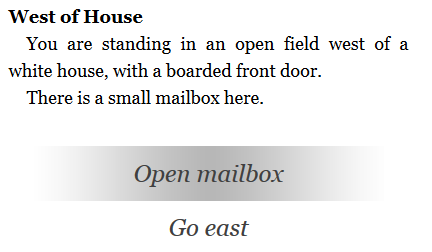 West of House
You are standing in an open field west of a
white house, with a boarded front door.
There is a small mailbox here.
Open mailbox
Go east